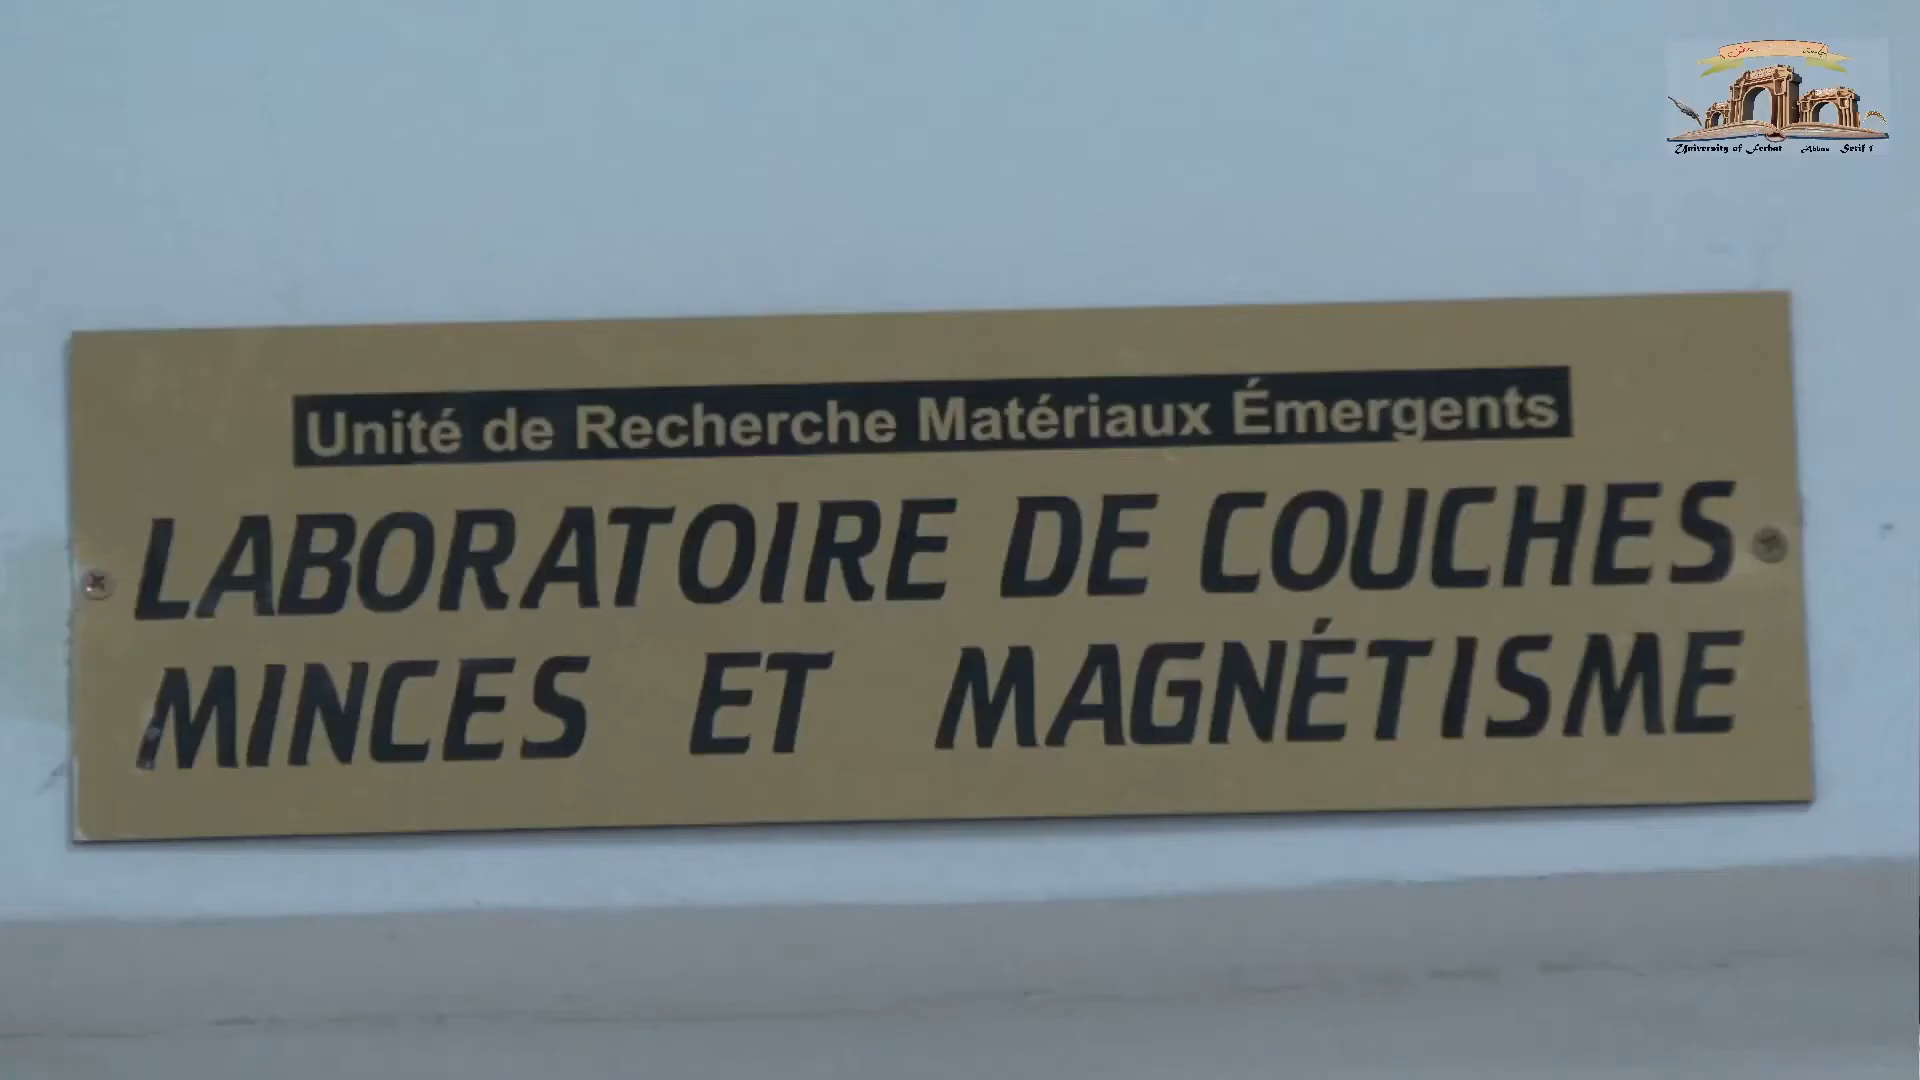 University of Ferhat Abbas Setif 1
Unité de Recherche Matériaux Émergents
LABORATOIRE DE COUCHES
MINCES ET MAGNÉTISME